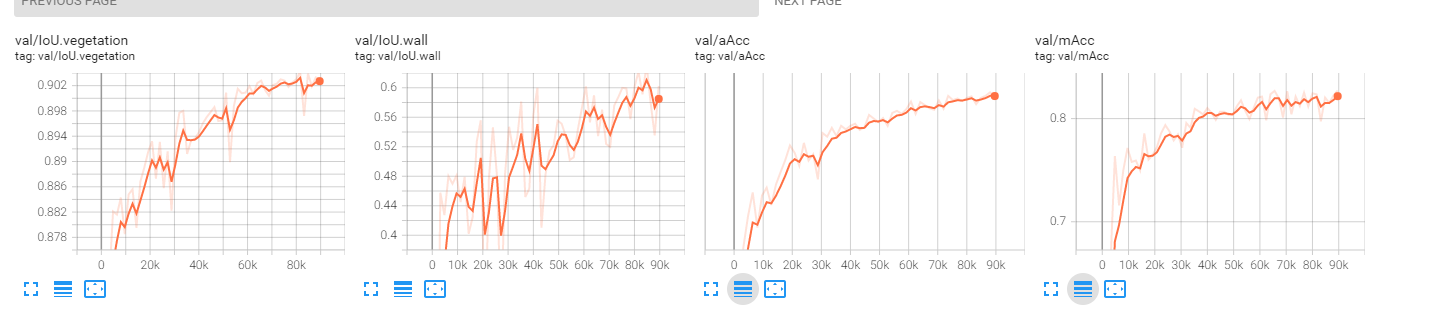 PREVIOUS PAGE
NEXT PAGE
val/IoU.vegetation
tag: val/IoU.vegetation
0.902
0.898
0.894
0.89
0.886
0.882
0.878
0 20k 40k 60k 80k
val/IoU.wall
tag: val/IoU.wall
0.6
0.56
0.52
0.48
0.44
0.4
0 10k 20k 30k 40k 50k 60k 70k 80k 90k
val/aAcc
tag: val/aAcc
0 10k 20k 30k 40k 50k 60k 70k 80k 90k
val/mAcc
tag: val/mAcc
0.8
0.7
0 10k 20k 30k 40k 50k 60k 70k 80k 90k